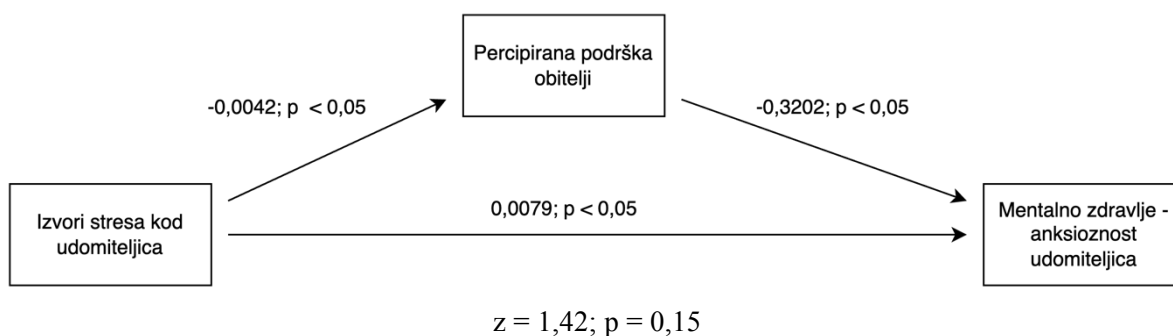 Percipirana podrška
obitelji
-0,0042; p  < 0,05
-0,3202; p < 0,05
Izvori stresa kod
udomiteljica
0,0079; p < 0,05
Mentalno zdravlje -
anksioznost
udomiteljica
z = 1,42; p = 0,15